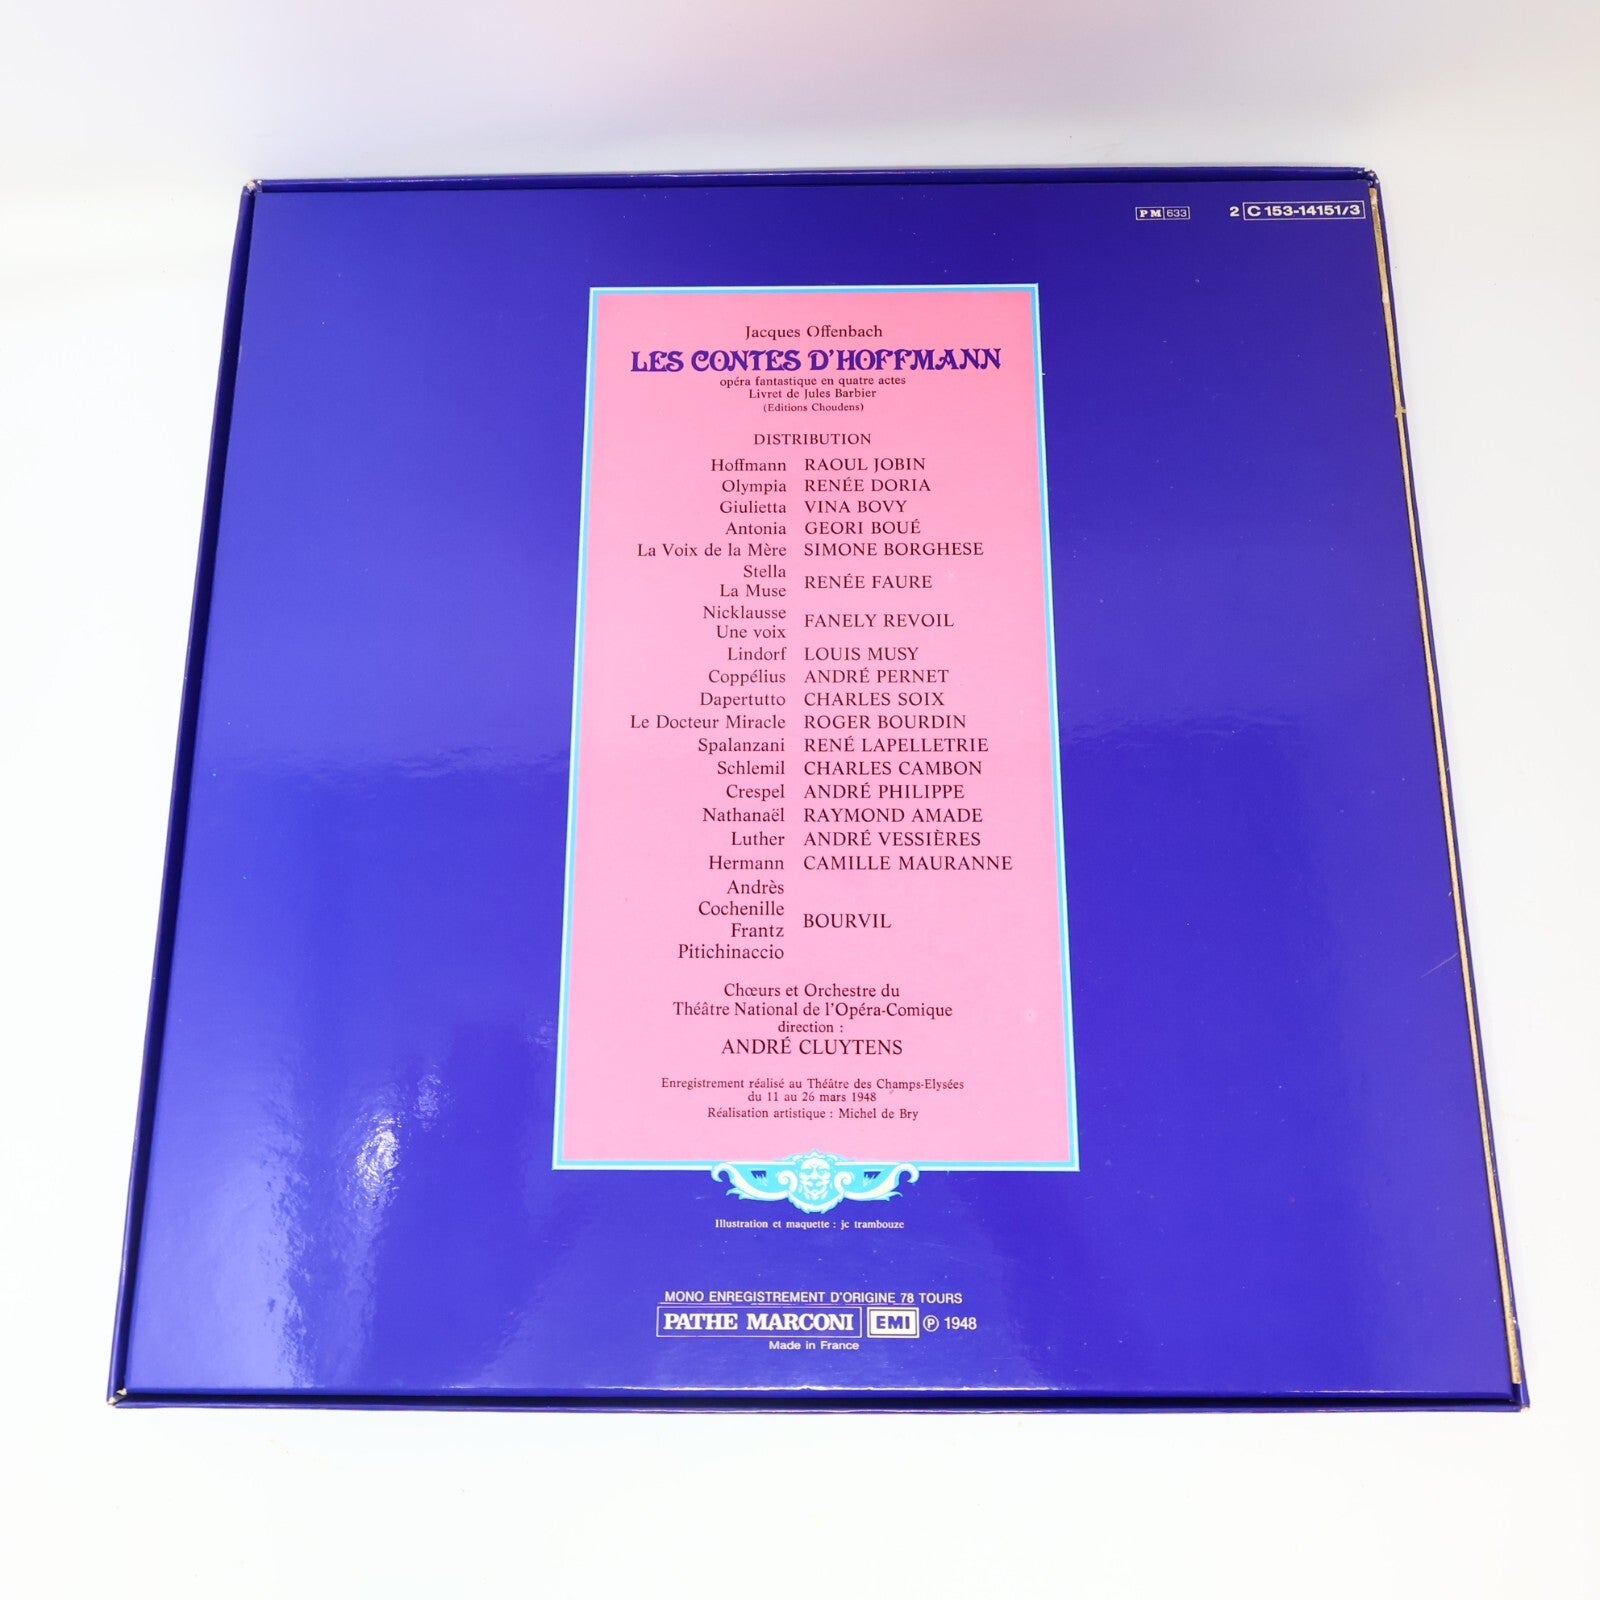 PM 633 2 C 153-14151/3
Jacques Offenbach
LES CONTES D'HOFFMANN
opéra fantastique en quatre actes
Livret de Jules Barbier
(Editions Choudens)
DISTRIBUTION
Hoffmann RAOUL JOBIN
Olympia RENÉE DORIA
Giulietta VINA BOVY
Antonia GEORI BOUÉ
La Voix de la Mère SIMONE BORGHESE
Stella
La Muse RENÉE FAURE
Nicklausse
Une voix FANELY REVOIL
Lindorf LOUIS MUSY
Coppélius ANDRÉ PERNET
Dapertutto CHARLES SOIX
Le Docteur Miracle ROGER BOURDIN
Spalanzani RENÉ LAPELLETRIE
Schlemil CHARLES CAMBON
Crespel ANDRÉ PHILIPPE
Nathanaël RAYMOND AMADE
Luther ANDRÉ VESSIÈRES
Hermann CAMILLE MAURANNE
Andrès
Cochenille
Frantz BOURVIL
Pitichinaccio
Chœurs et Orchestre du
Théâtre National de l'Opéra-Comique
direction :
ANDRÉ CLUYTENS
Enregistrement réalisé au Théâtre des Champs-Elysées
du 11 au 26 mars 1948
Réalisation artistique : Michel de Bry
Illustration et maquette : jc trambouze
MONO ENREGISTREMENT D'ORIGINE 78 TOURS
PATHE MARCONI EMI ℗ 1948
Made in France